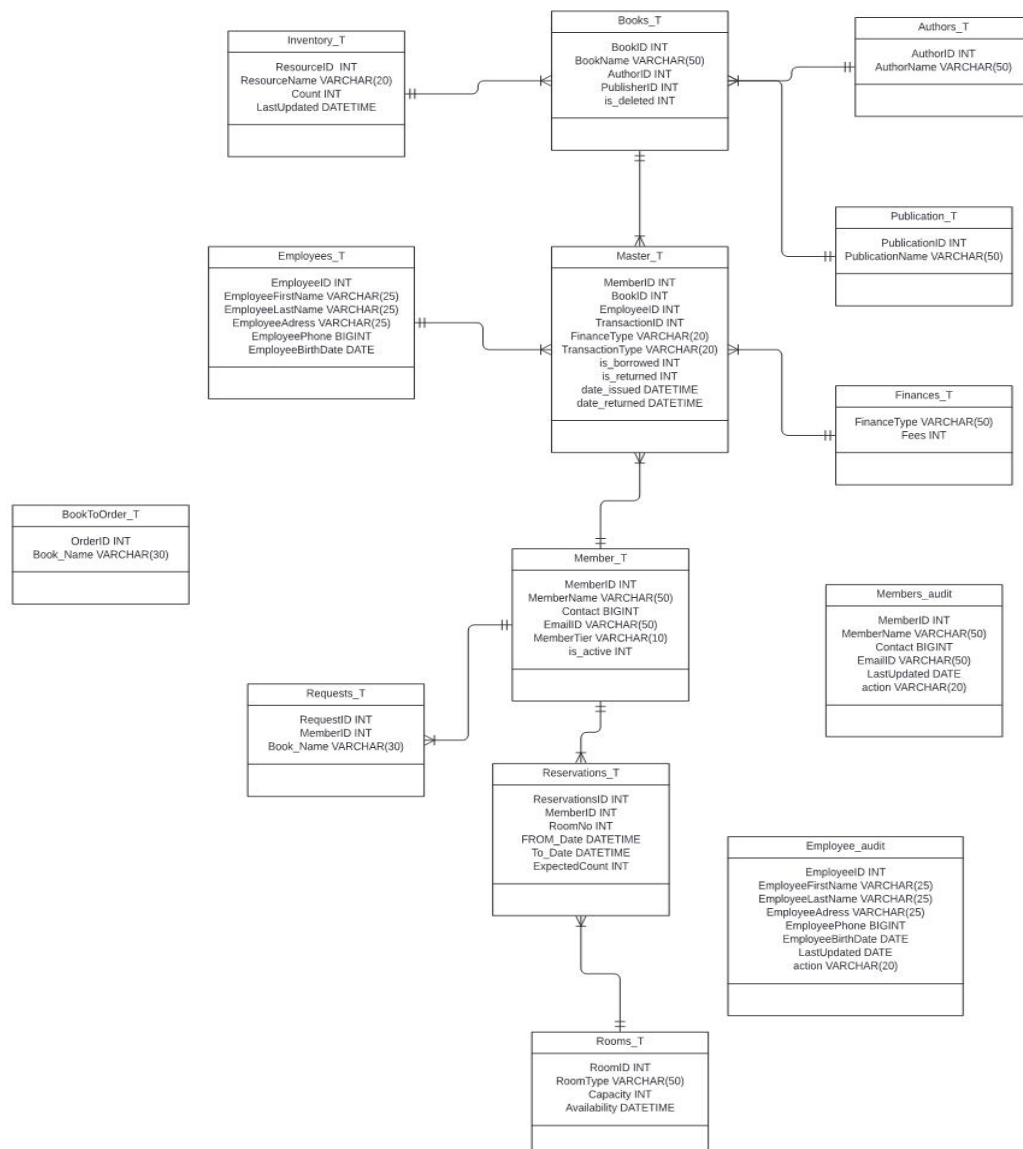 Books_T
BookID INT
BookName VARCHAR(50)
AuthorID INT
PublisherID INT
is_deleted INT
Authors_T
AuthorID INT
AuthorName VARCHAR(50)
Inventory_T
ResourceID INT
ResourceName VARCHAR(20)
Count INT
LastUpdated DATETIME
Publication_T
PublicationID INT
PublicationName VARCHAR(50)
Employees_T
EmployeeID INT
EmployeeFirstName VARCHAR(25)
EmployeeLastName VARCHAR(25)
EmployeeAdress VARCHAR(25)
EmployeePhone BIGINT
EmployeeBirthDate DATE
Master_T
MemberID INT
BookID INT
EmployeeID INT
TransactionID INT
FinanceType VARCHAR(20)
TransactionType VARCHAR(20)
is_borrowed INT
is_returned INT
date_issued DATETIME
date_returned DATETIME
Finances_T
FinanceType VARCHAR(50)
Fees INT
BookToOrder_T
OrderID INT
Book_Name VARCHAR(30)
Member_T
MemberID INT
MemberName VARCHAR(50)
Contact BIGINT
EmailID VARCHAR(50)
MemberTier VARCHAR(10)
is_active INT
Members_audit
MemberID INT
MemberName VARCHAR(50)
Contact BIGINT
EmailID VARCHAR(50)
LastUpdated DATE
action VARCHAR(20)
Requests_T
RequestID INT
MemberID INT
Book_Name VARCHAR(30)
Reservations_T
ReservationsID INT
MemberID INT
RoomNo INT
FROM_Date DATETIME
To_Date DATETIME
ExpectedCount INT
Employee_audit
EmployeeID INT
EmployeeFirstName VARCHAR(25)
EmployeeLastName VARCHAR(25)
EmployeeAdress VARCHAR(25)
EmployeePhone BIGINT
EmployeeBirthDate DATE
LastUpdated DATE
action VARCHAR(20)
Rooms_T
RoomID INT
RoomType VARCHAR(50)
Capacity INT
Availability DATETIME